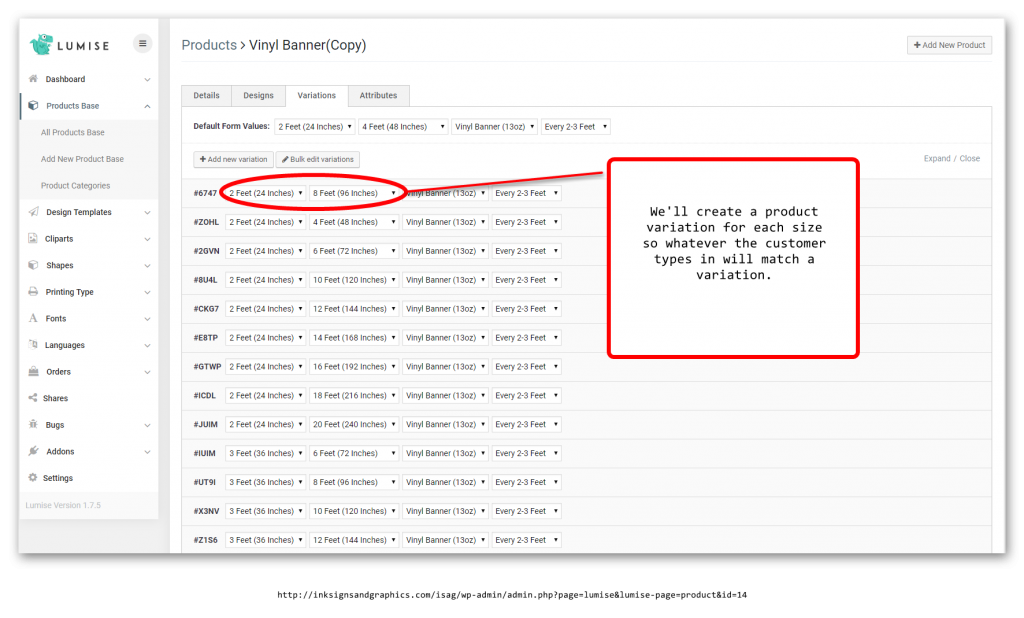 LUMISE
Products > Vinyl Banner(Copy)
Add New Product
Dashboard
Products Base
All Products Base
Add New Product Base
Product Categories
Design Templates
Cliparts
Shapes
Printing Type
Fonts
Languages
Orders
Shares
Bugs
Addons
Settings
Lumise Version 1.7.5
Details Designs Variations Attributes
Default Form Values: 2 Feet (24 Inches) 4 Feet (48 Inches) Vinyl Banner (13oz) Every 2-3 Feet
Add new variation Bulk edit variations Expand / Close
#6747 2 Feet (24 Inches) 8 Feet (96 Inches) Vinyl Banner (13oz) Every 2-3 Feet
#ZOHL 2 Feet (24 Inches) 4 Feet (48 Inches) Vinyl Banner (13oz) Every 2-3 Feet
#2GVN 2 Feet (24 Inches) 6 Feet (72 Inches) Vinyl Banner (13oz) Every 2-3 Feet
#8U4L 2 Feet (24 Inches) 10 Feet (120 Inches) Vinyl Banner (13oz) Every 2-3 Feet
#CKG7 2 Feet (24 Inches) 12 Feet (144 Inches) Vinyl Banner (13oz) Every 2-3 Feet
#E8TP 2 Feet (24 Inches) 14 Feet (168 Inches) Vinyl Banner (13oz) Every 2-3 Feet
#GTWP 2 Feet (24 Inches) 16 Feet (192 Inches) Vinyl Banner (13oz) Every 2-3 Feet
#ICDL 2 Feet (24 Inches) 18 Feet (216 Inches) Vinyl Banner (13oz) Every 2-3 Feet
#JUIM 2 Feet (24 Inches) 20 Feet (240 Inches) Vinyl Banner (13oz) Every 2-3 Feet
#IUIM 3 Feet (36 Inches) 6 Feet (72 Inches) Vinyl Banner (13oz) Every 2-3 Feet
#UT9I 3 Feet (36 Inches) 8 Feet (96 Inches) Vinyl Banner (13oz) Every 2-3 Feet
#X3NV 3 Feet (36 Inches) 10 Feet (120 Inches) Vinyl Banner (13oz) Every 2-3 Feet
#Z1S6 3 Feet (36 Inches) 12 Feet (144 Inches) Vinyl Banner (13oz) Every 2-3 Feet
We'll create a product
variation for each size
so whatever the customer
types in will match a
variation.
http://inksignsandgraphics.com/isag/wp-admin/admin.php?page=lumise&lumise-page=product&id=14